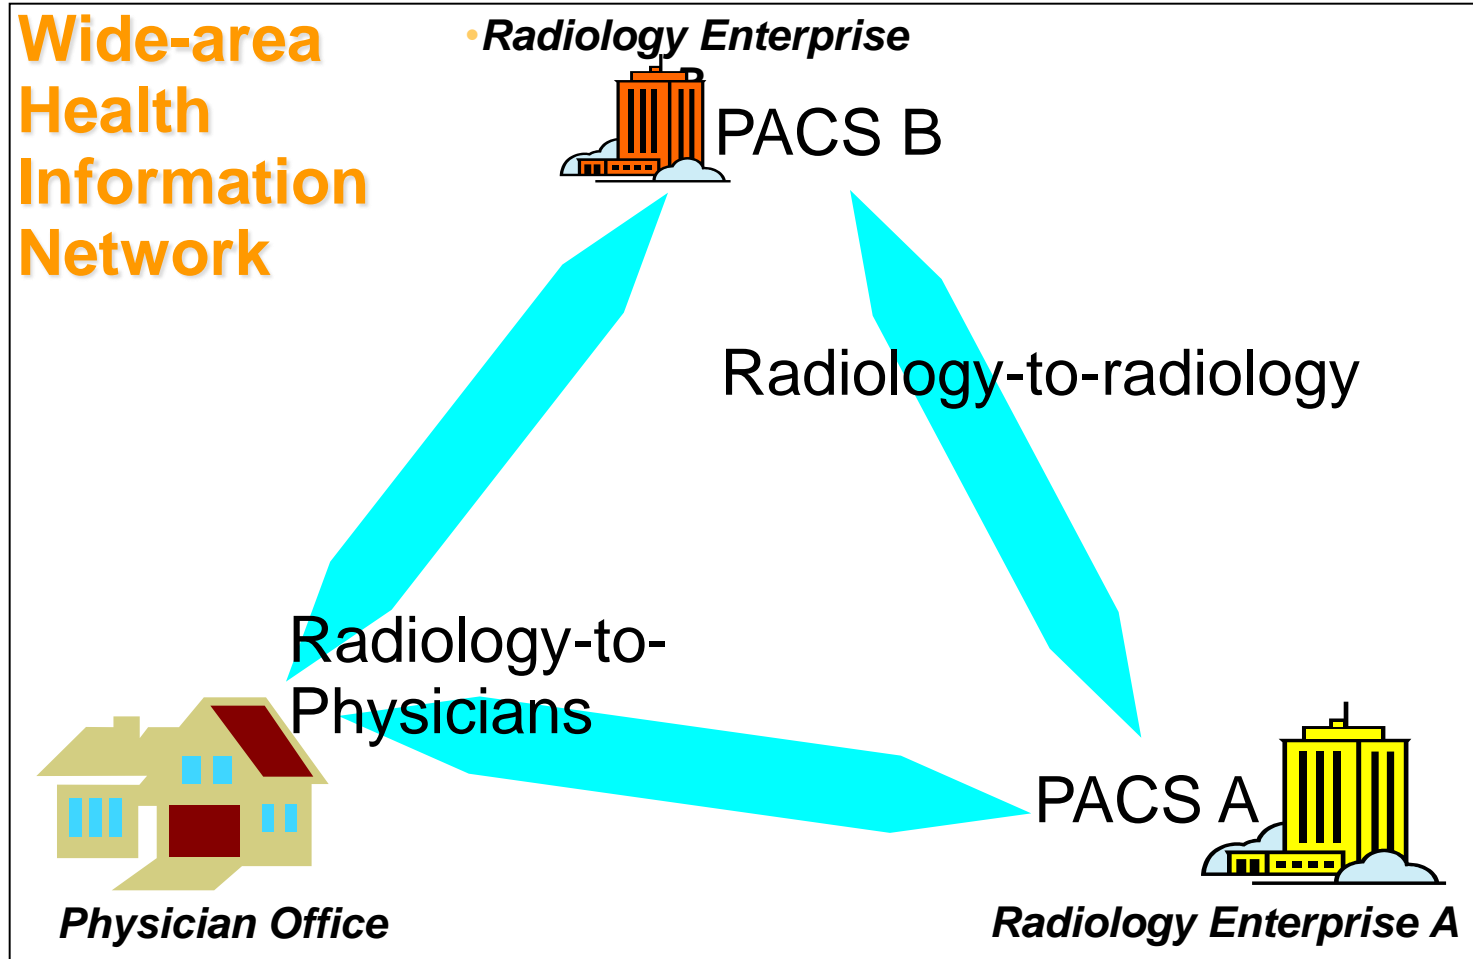 Wide-area
Health
Information
Network
•Radiology Enterprise
B
PACS B
Radiology-to-radiology
Radiology-to-
Physicians
PACS A
Physician Office
Radiology Enterprise A